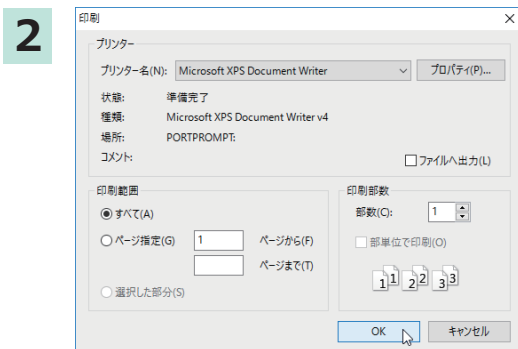 2
印刷
プリンター
プリンター名(N): Microsoft XPS Document Writer プロパティ(P)...
状態: 準備完了
種類: Microsoft XPS Document Writer v4
場所: PORTPROMPT:
コメント: ファイルへ出力(L)
印刷範囲
すべて(A)
ページ指定(G) 1 ページから(F)
ページまで(T)
選択した部分(S)
印刷部数
部数(C): 1
部単位で印刷(O)
1 1 2 2 3 3
OK キャンセル